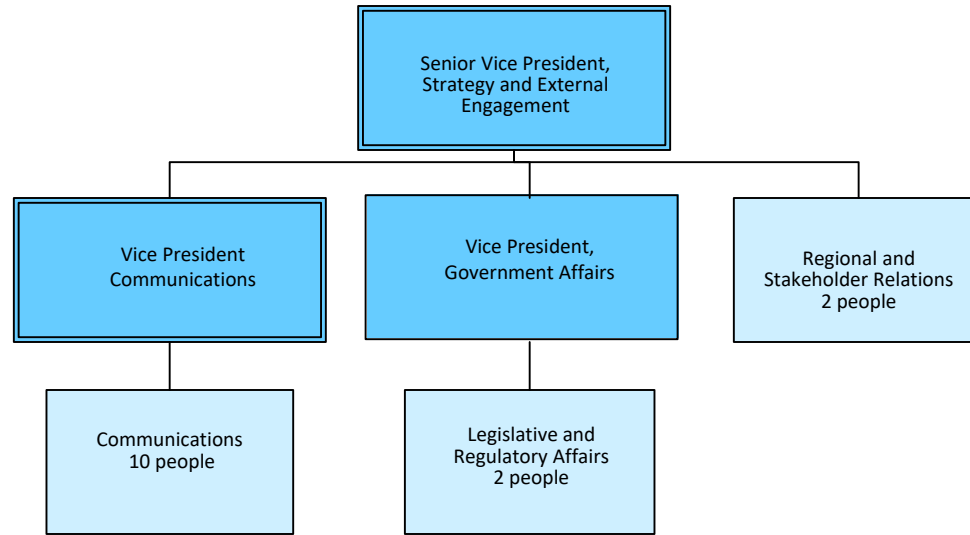 Senior Vice President,
Strategy and External
Engagement
Vice President
Communications
Vice President,
Government Affairs
Regional and
Stakeholder Relations
2 people
Communications
10 people
Legislative and
Regulatory Affairs
2 people